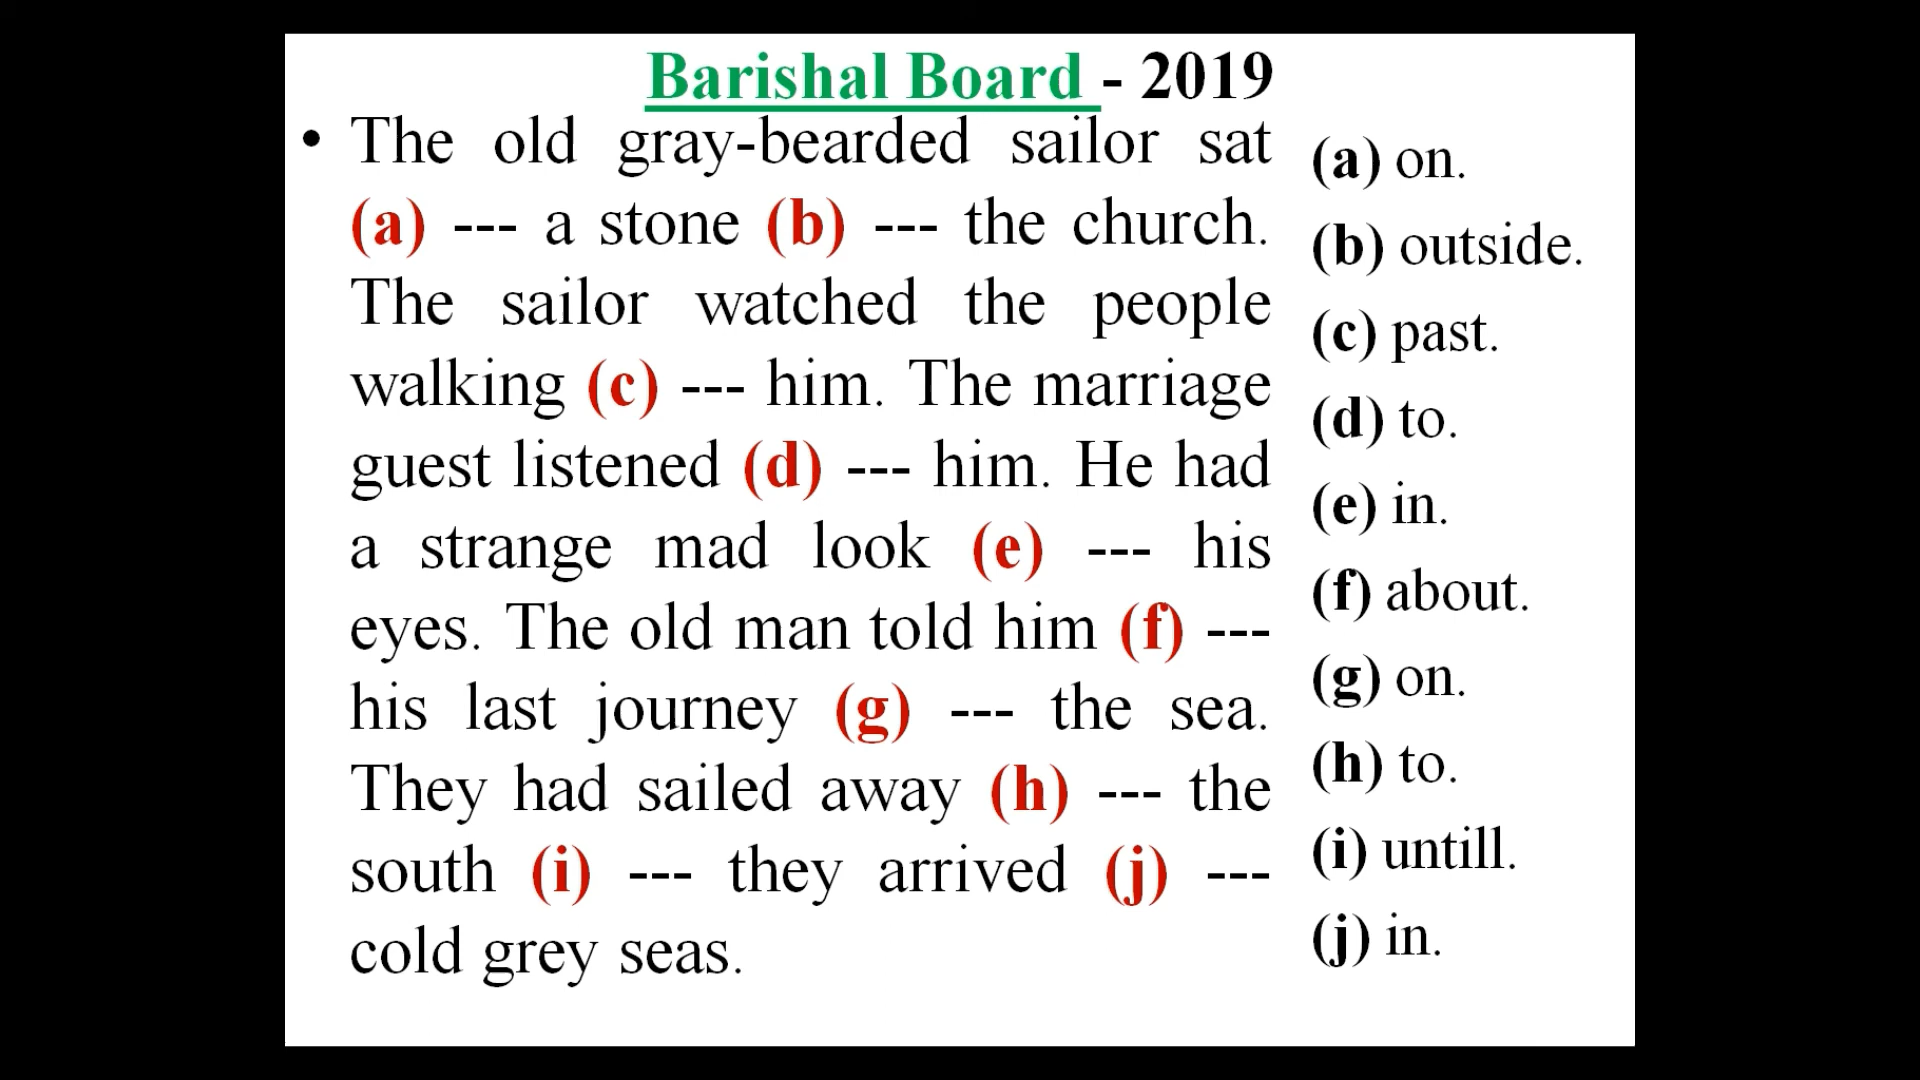 Barishal Board - 2019
• The old gray-bearded sailor sat
(a) --- a stone (b) --- the church.
The sailor watched the people
walking (c) --- him. The marriage
guest listened (d) --- him. He had
a strange mad look (e) --- his
eyes. The old man told him (f) ---
his last journey (g) --- the sea.
They had sailed away (h) --- the
south (i) --- they arrived (j) ---
cold grey seas.
(a) on.
(b) outside.
(c) past.
(d) to.
(e) in.
(f) about.
(g) on.
(h) to.
(i) untill.
(j) in.